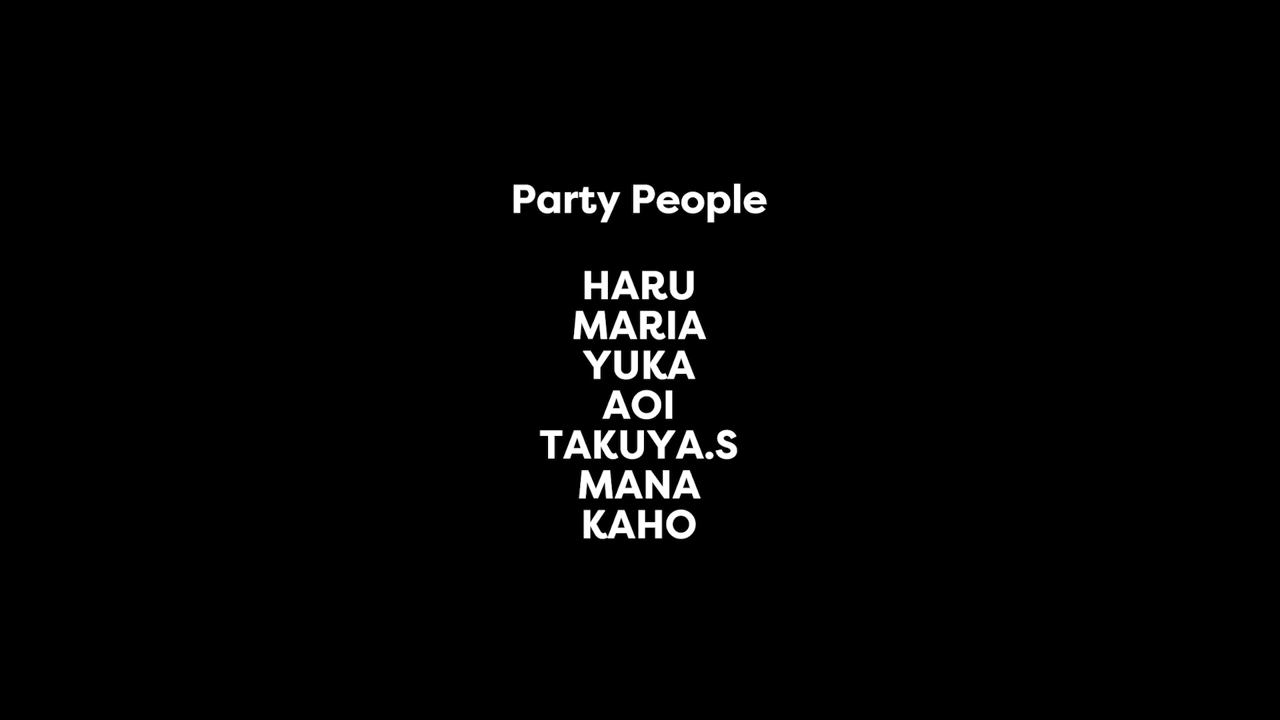 Party People
HARU
MARIA
YUKA
AOI
TAKUYA.S
MANA
KAHO